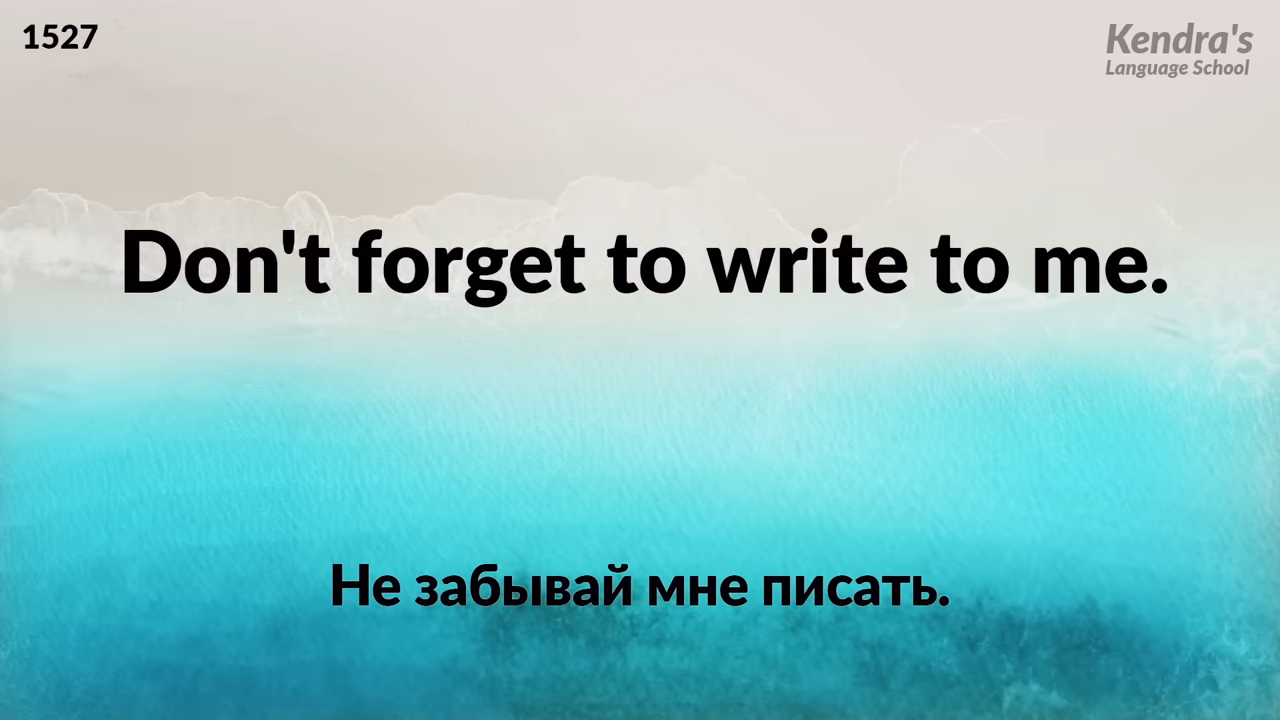 1527
Kendra's
Language School
Don't forget to write to me.
Не забывай мне писать.